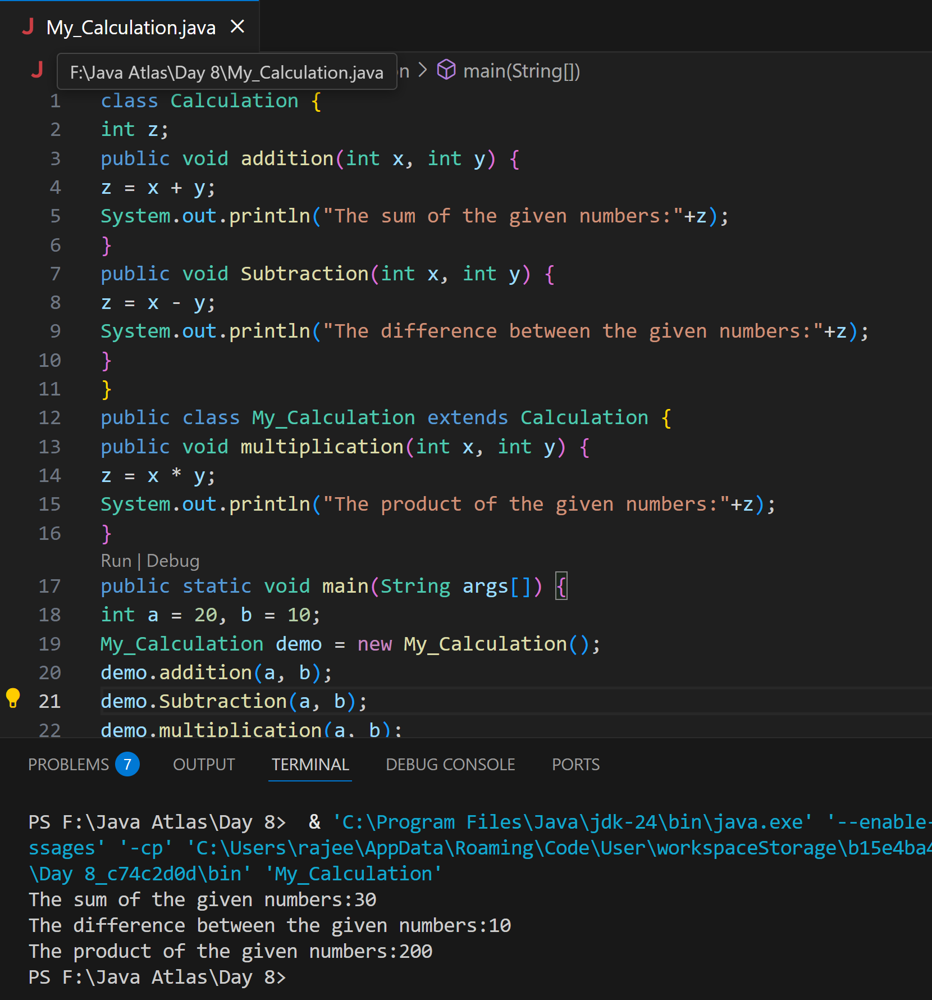 My_Calculation.java
F:\Java Atlas\Day 8\My_Calculation.java > main(String[])
1 class Calculation {
2 int z;
3 public void addition(int x, int y) {
4 z = x + y;
5 System.out.println("The sum of the given numbers:"+z);
6 }
7 public void Subtraction(int x, int y) {
8 z = x - y;
9 System.out.println("The difference between the given numbers:"+z);
10 }
11 }
12 public class My_Calculation extends Calculation {
13 public void multiplication(int x, int y) {
14 z = x * y;
15 System.out.println("The product of the given numbers:"+z);
16 }
Run | Debug
17 public static void main(String args[]) {
18 int a = 20, b = 10;
19 My_Calculation demo = new My_Calculation();
20 demo.addition(a, b);
21 demo.Subtraction(a, b);
22 demo.multiplication(a, b);
PROBLEMS 7 OUTPUT TERMINAL DEBUG CONSOLE PORTS
PS F:\Java Atlas\Day 8>  & 'C:\Program Files\Java\jdk-24\bin\java.exe' '--enable-
ssages' '-cp' 'C:\Users\rajee\AppData\Roaming\Code\User\workspaceStorage\b15e4ba4
\Day 8_c74c2d0d\bin' 'My_Calculation'
The sum of the given numbers:30
The difference between the given numbers:10
The product of the given numbers:200
PS F:\Java Atlas\Day 8>